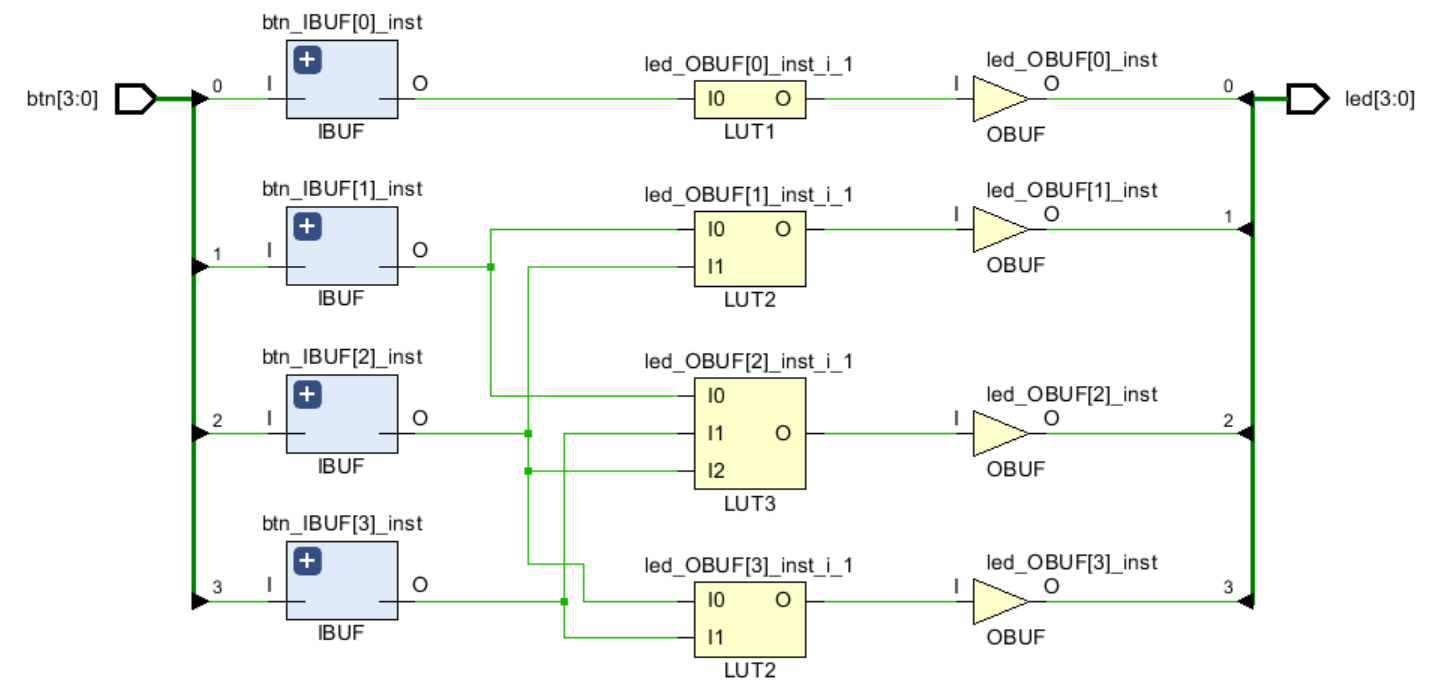 btn_IBUF[0]_inst
btn[3:0]
0
I
O
IBUF
led_OBUF[0]_inst_i_1
I0 O
LUT1
led_OBUF[0]_inst
I
O
OBUF
0
led[3:0]
btn_IBUF[1]_inst
1
I
O
IBUF
led_OBUF[1]_inst_i_1
I0 O
I1
LUT2
led_OBUF[1]_inst
I
O
OBUF
1
btn_IBUF[2]_inst
2
I
O
IBUF
led_OBUF[2]_inst_i_1
I0
I1 O
I2
LUT3
led_OBUF[2]_inst
I
O
OBUF
2
btn_IBUF[3]_inst
3
I
O
IBUF
led_OBUF[3]_inst_i_1
I0 O
I1
LUT2
led_OBUF[3]_inst
I
O
OBUF
3